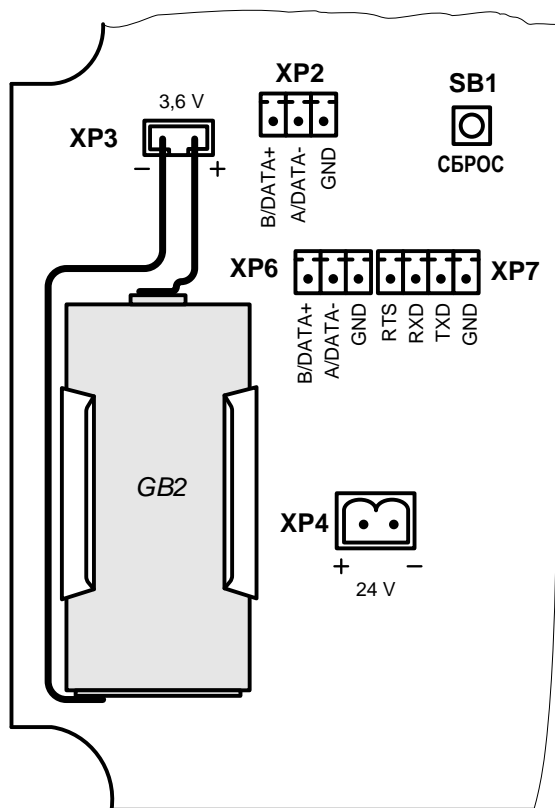 XP2
SB1
3,6 V
XP3
− +
СБРОС
B/DATA+
A/DATA-
GND
XP6
XP7
B/DATA+
A/DATA-
GND
RTS
RXD
TXD
GND
GB2
XP4
+ −
24 V